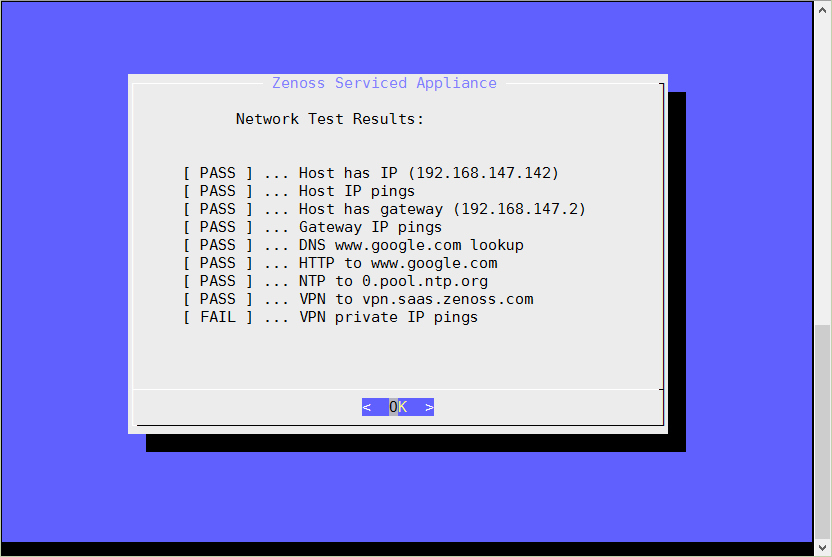 Zenoss Serviced Appliance
Network Test Results:
[ PASS ] ... Host has IP (192.168.147.142)
[ PASS ] ... Host IP pings
[ PASS ] ... Host has gateway (192.168.147.2)
[ PASS ] ... Gateway IP pings
[ PASS ] ... DNS www.google.com lookup
[ PASS ] ... HTTP to www.google.com
[ PASS ] ... NTP to 0.pool.ntp.org
[ PASS ] ... VPN to vpn.saas.zenoss.com
[ FAIL ] ... VPN private IP pings
<  OK  >